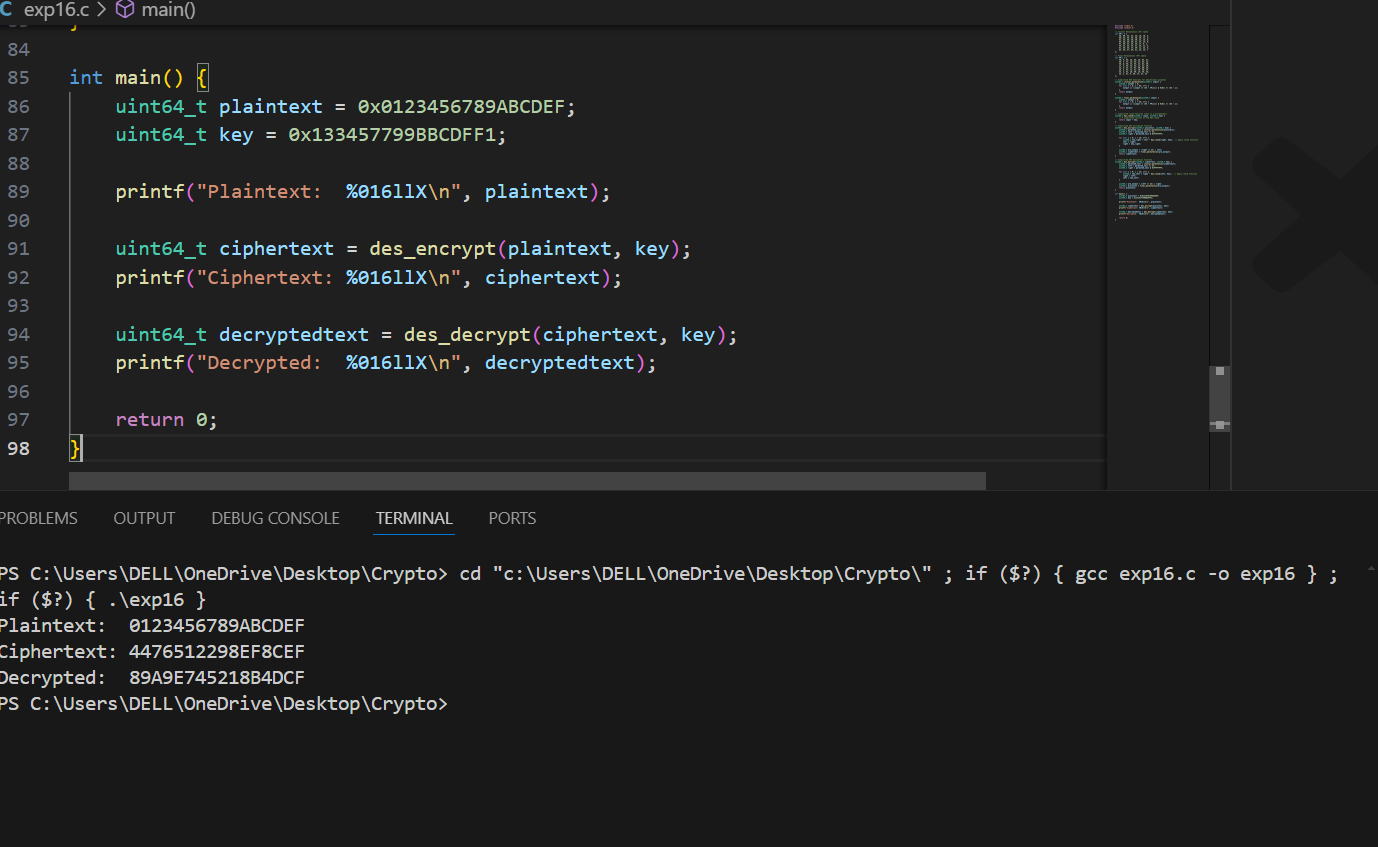 C exp16.c > main()
84
85 int main() {
86 uint64_t plaintext = 0x0123456789ABCDEF;
87 uint64_t key = 0x133457799BBCDFF1;
88
89 printf("Plaintext:  %016llX\n", plaintext);
90
91 uint64_t ciphertext = des_encrypt(plaintext, key);
92 printf("Ciphertext: %016llX\n", ciphertext);
93
94 uint64_t decryptedtext = des_decrypt(ciphertext, key);
95 printf("Decrypted:  %016llX\n", decryptedtext);
96
97 return 0;
98 }
PROBLEMS OUTPUT DEBUG CONSOLE TERMINAL PORTS
PS C:\Users\DELL\OneDrive\Desktop\Crypto> cd "c:\Users\DELL\OneDrive\Desktop\Crypto\" ; if ($?) { gcc exp16.c -o exp16 } ;
if ($?) { .\exp16 }
Plaintext:  0123456789ABCDEF
Ciphertext: 4476512298EF8CEF
Decrypted:  89A9E745218B4DCF
PS C:\Users\DELL\OneDrive\Desktop\Crypto>